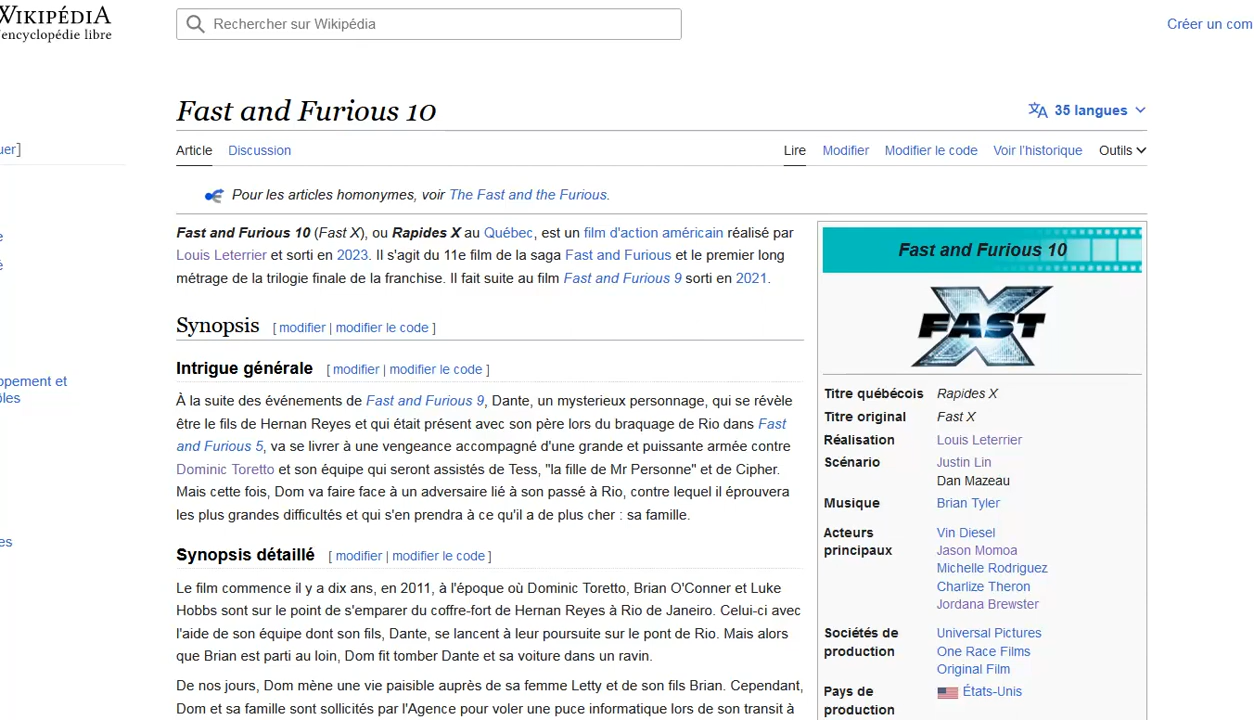 WIKIPÉDIA
l'encyclopédie libre
Rechercher sur Wikipédia
Créer un com
Fast and Furious 10
35 langues
uer]
Article Discussion
Lire Modifier Modifier le code Voir l'historique Outils
Pour les articles homonymes, voir The Fast and the Furious.
Fast and Furious 10 (Fast X), ou Rapides X au Québec, est un film d'action américain réalisé par
Louis Leterrier et sorti en 2023. Il s'agit du 11e film de la saga Fast and Furious et le premier long
métrage de la trilogie finale de la franchise. Il fait suite au film Fast and Furious 9 sorti en 2021.
Synopsis [ modifier | modifier le code ]
Intrigue générale [ modifier | modifier le code ]
À la suite des événements de Fast and Furious 9, Dante, un mysterieux personnage, qui se révèle
être le fils de Hernan Reyes et qui était présent avec son père lors du braquage de Rio dans Fast
and Furious 5, va se livrer à une vengeance accompagné d'une grande et puissante armée contre
Dominic Toretto et son équipe qui seront assistés de Tess, "la fille de Mr Personne" et de Cipher.
Mais cette fois, Dom va faire face à un adversaire lié à son passé à Rio, contre lequel il éprouvera
les plus grandes difficultés et qui s'en prendra à ce qu'il a de plus cher : sa famille.
Synopsis détaillé [ modifier | modifier le code ]
Le film commence il y a dix ans, en 2011, à l'époque où Dominic Toretto, Brian O'Conner et Luke
Hobbs sont sur le point de s'emparer du coffre-fort de Hernan Reyes à Rio de Janeiro. Celui-ci avec
l'aide de son équipe dont son fils, Dante, se lancent à leur poursuite sur le pont de Rio. Mais alors
que Brian est parti au loin, Dom fit tomber Dante et sa voiture dans un ravin.
De nos jours, Dom mène une vie paisible auprès de sa femme Letty et de son fils Brian. Cependant,
Dom et sa famille sont sollicités par l'Agence pour voler une puce informatique lors de son transit à
e
é
ppement et
ôles
es
Fast and Furious 10
FAST X
Titre québécois Rapides X
Titre original Fast X
Réalisation Louis Leterrier
Scénario Justin Lin
Dan Mazeau
Musique Brian Tyler
Acteurs principaux Vin Diesel
Jason Momoa
Michelle Rodriguez
Charlize Theron
Jordana Brewster
Sociétés de production Universal Pictures
One Race Films
Original Film
Pays de production États-Unis